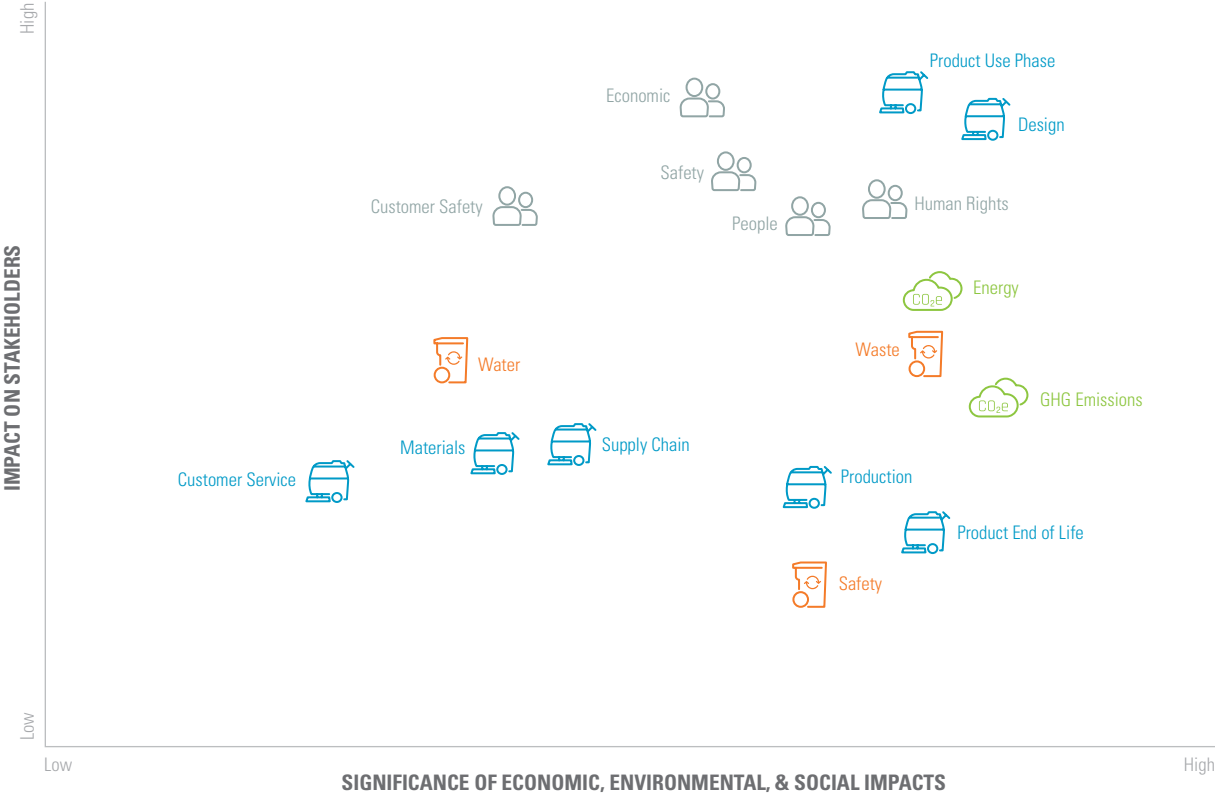 High
Product Use Phase
Economic
Design
Safety
Customer Safety
Human Rights
People
IMPACT ON STAKEHOLDERS
Energy
CO₂e
Waste
Water
GHG Emissions
CO₂e
Materials
Supply Chain
Customer Service
Production
Product End of Life
Safety
Low
Low
High
SIGNIFICANCE OF ECONOMIC, ENVIRONMENTAL, & SOCIAL IMPACTS